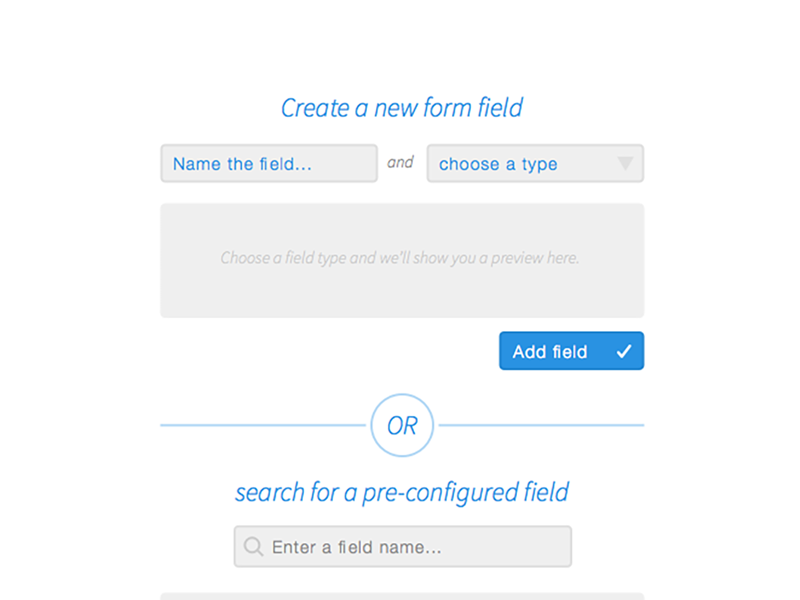 Create a new form field
Name the field... and choose a type
Choose a field type and we'll show you a preview here.
Add field
OR
search for a pre-configured field
Enter a field name...